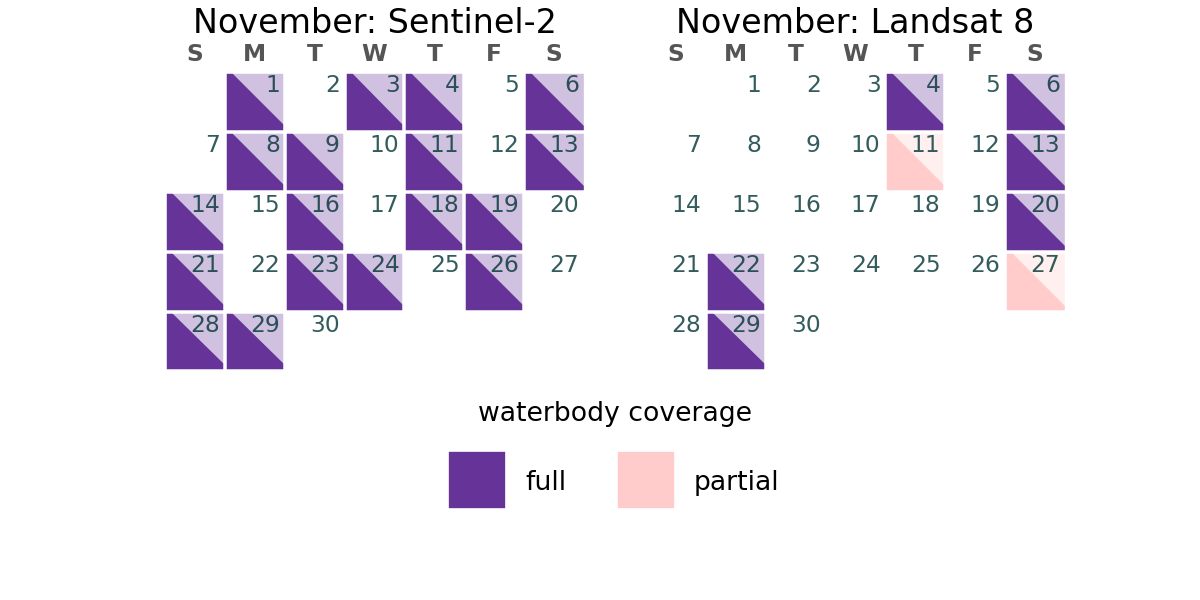 November: Sentinel-2
S M T W T F S
1 2 3 4 5 6
7 8 9 10 11 12 13
14 15 16 17 18 19 20
21 22 23 24 25 26 27
28 29 30
November: Landsat 8
S M T W T F S
1 2 3 4 5 6
7 8 9 10 11 12 13
14 15 16 17 18 19 20
21 22 23 24 25 26 27
28 29 30
waterbody coverage
full partial